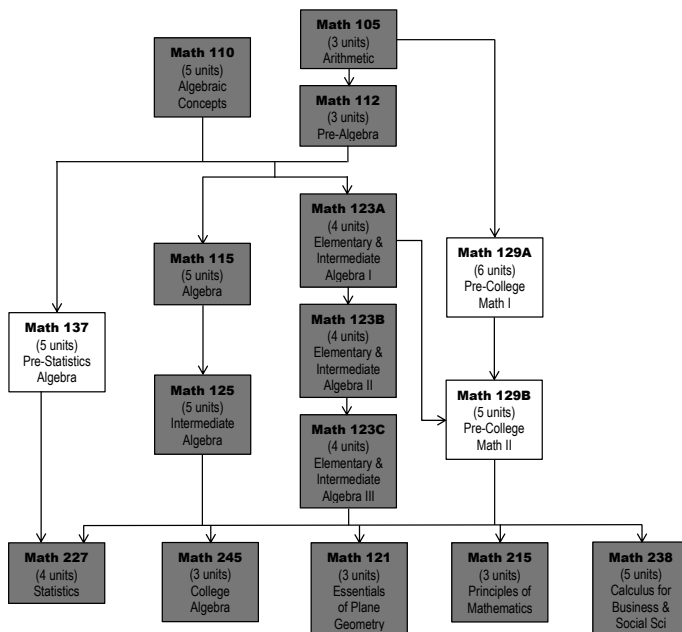 Math 105
(3 units)
Arithmetic
Math 110
(5 units)
Algebraic
Concepts
Math 112
(3 units)
Pre-Algebra
Math 123A
(4 units)
Elementary &
Intermediate
Algebra I
Math 115
(5 units)
Algebra
Math 129A
(6 units)
Pre-College
Math I
Math 137
(5 units)
Pre-Statistics
Algebra
Math 123B
(4 units)
Elementary &
Intermediate
Algebra II
Math 125
(5 units)
Intermediate
Algebra
Math 129B
(5 units)
Pre-College
Math II
Math 123C
(4 units)
Elementary &
Intermediate
Algebra III
Math 227
(4 units)
Statistics
Math 245
(3 units)
College
Algebra
Math 121
(3 units)
Essentials
of Plane
Geometry
Math 215
(3 units)
Principles of
Mathematics
Math 238
(5 units)
Calculus for
Business &
Social Sci